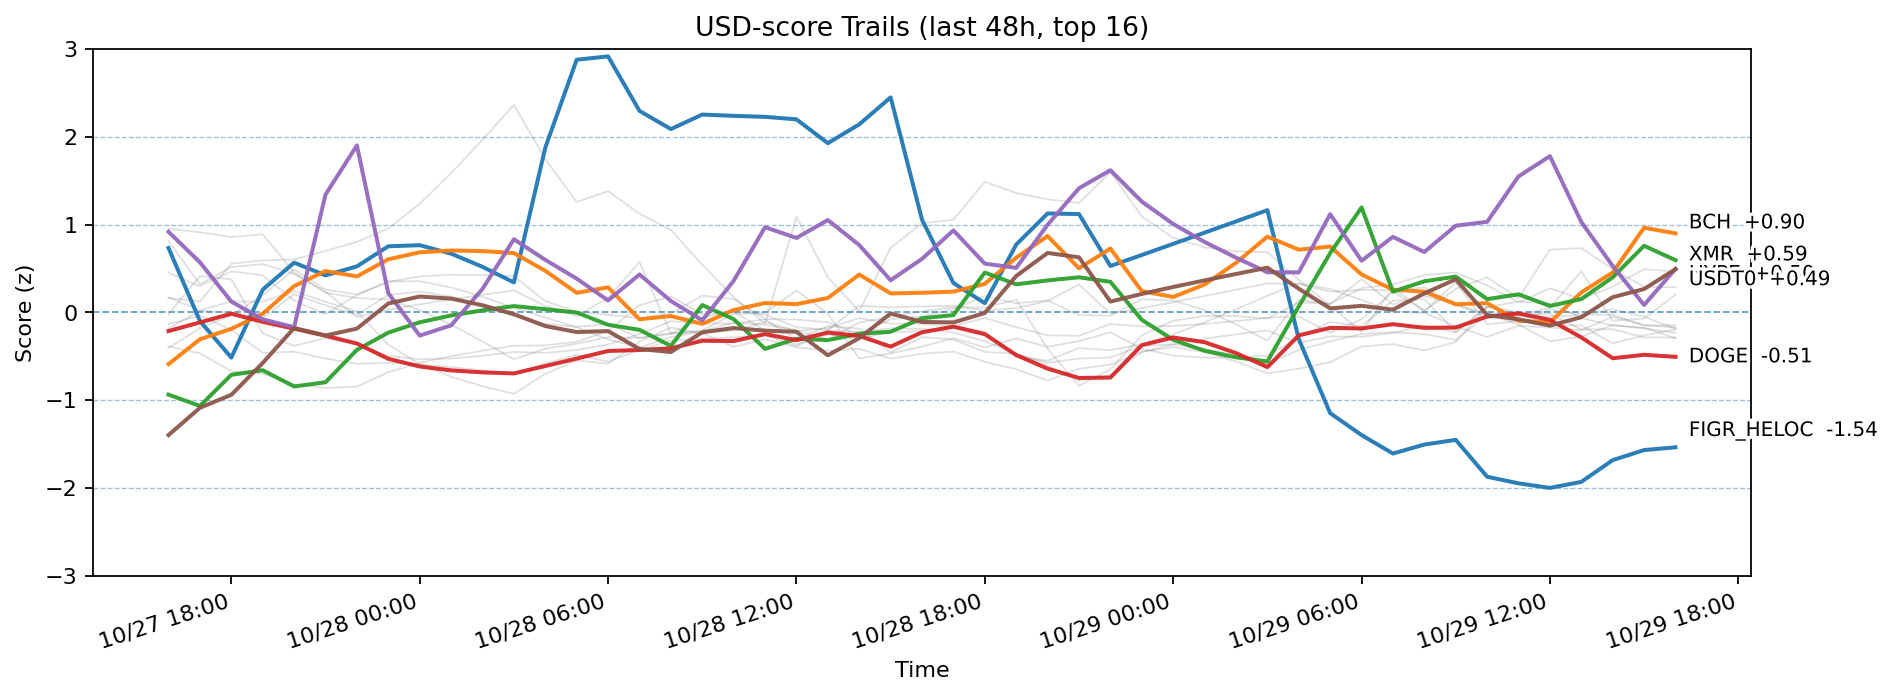 USD-score Trails (last 48h, top 16)
Score (z)
3
2
1
0
−1
−2
−3
BCH +0.90
XMR +0.59
USDT0 +0.49
DOGE -0.51
FIGR_HELOC -1.54
10/27 18:00
10/28 00:00
10/28 06:00
10/28 12:00
10/28 18:00
10/29 00:00
10/29 06:00
10/29 12:00
10/29 18:00
Time